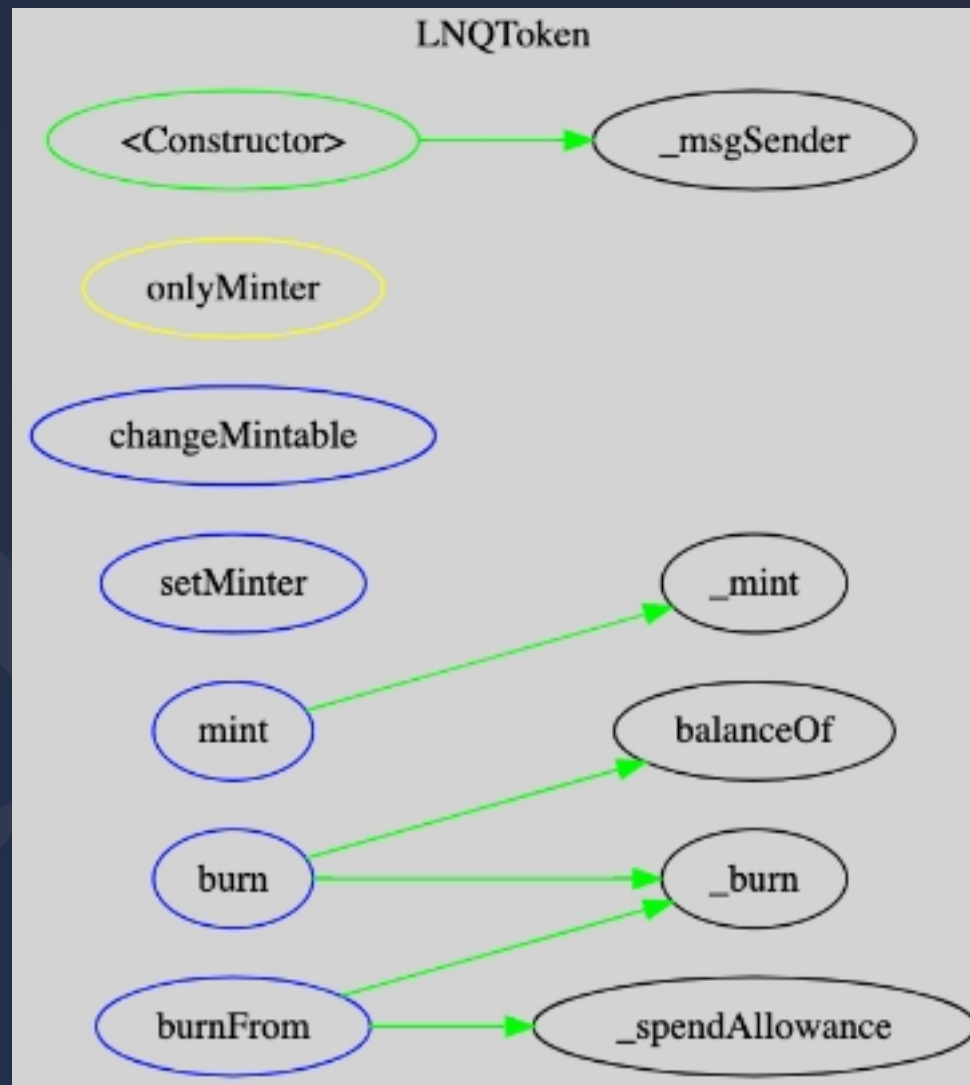 LNQToken
<Constructor>
_msgSender
onlyMinter
changeMintable
setMinter
_mint
mint
balanceOf
burn
_burn
burnFrom
_spendAllowance